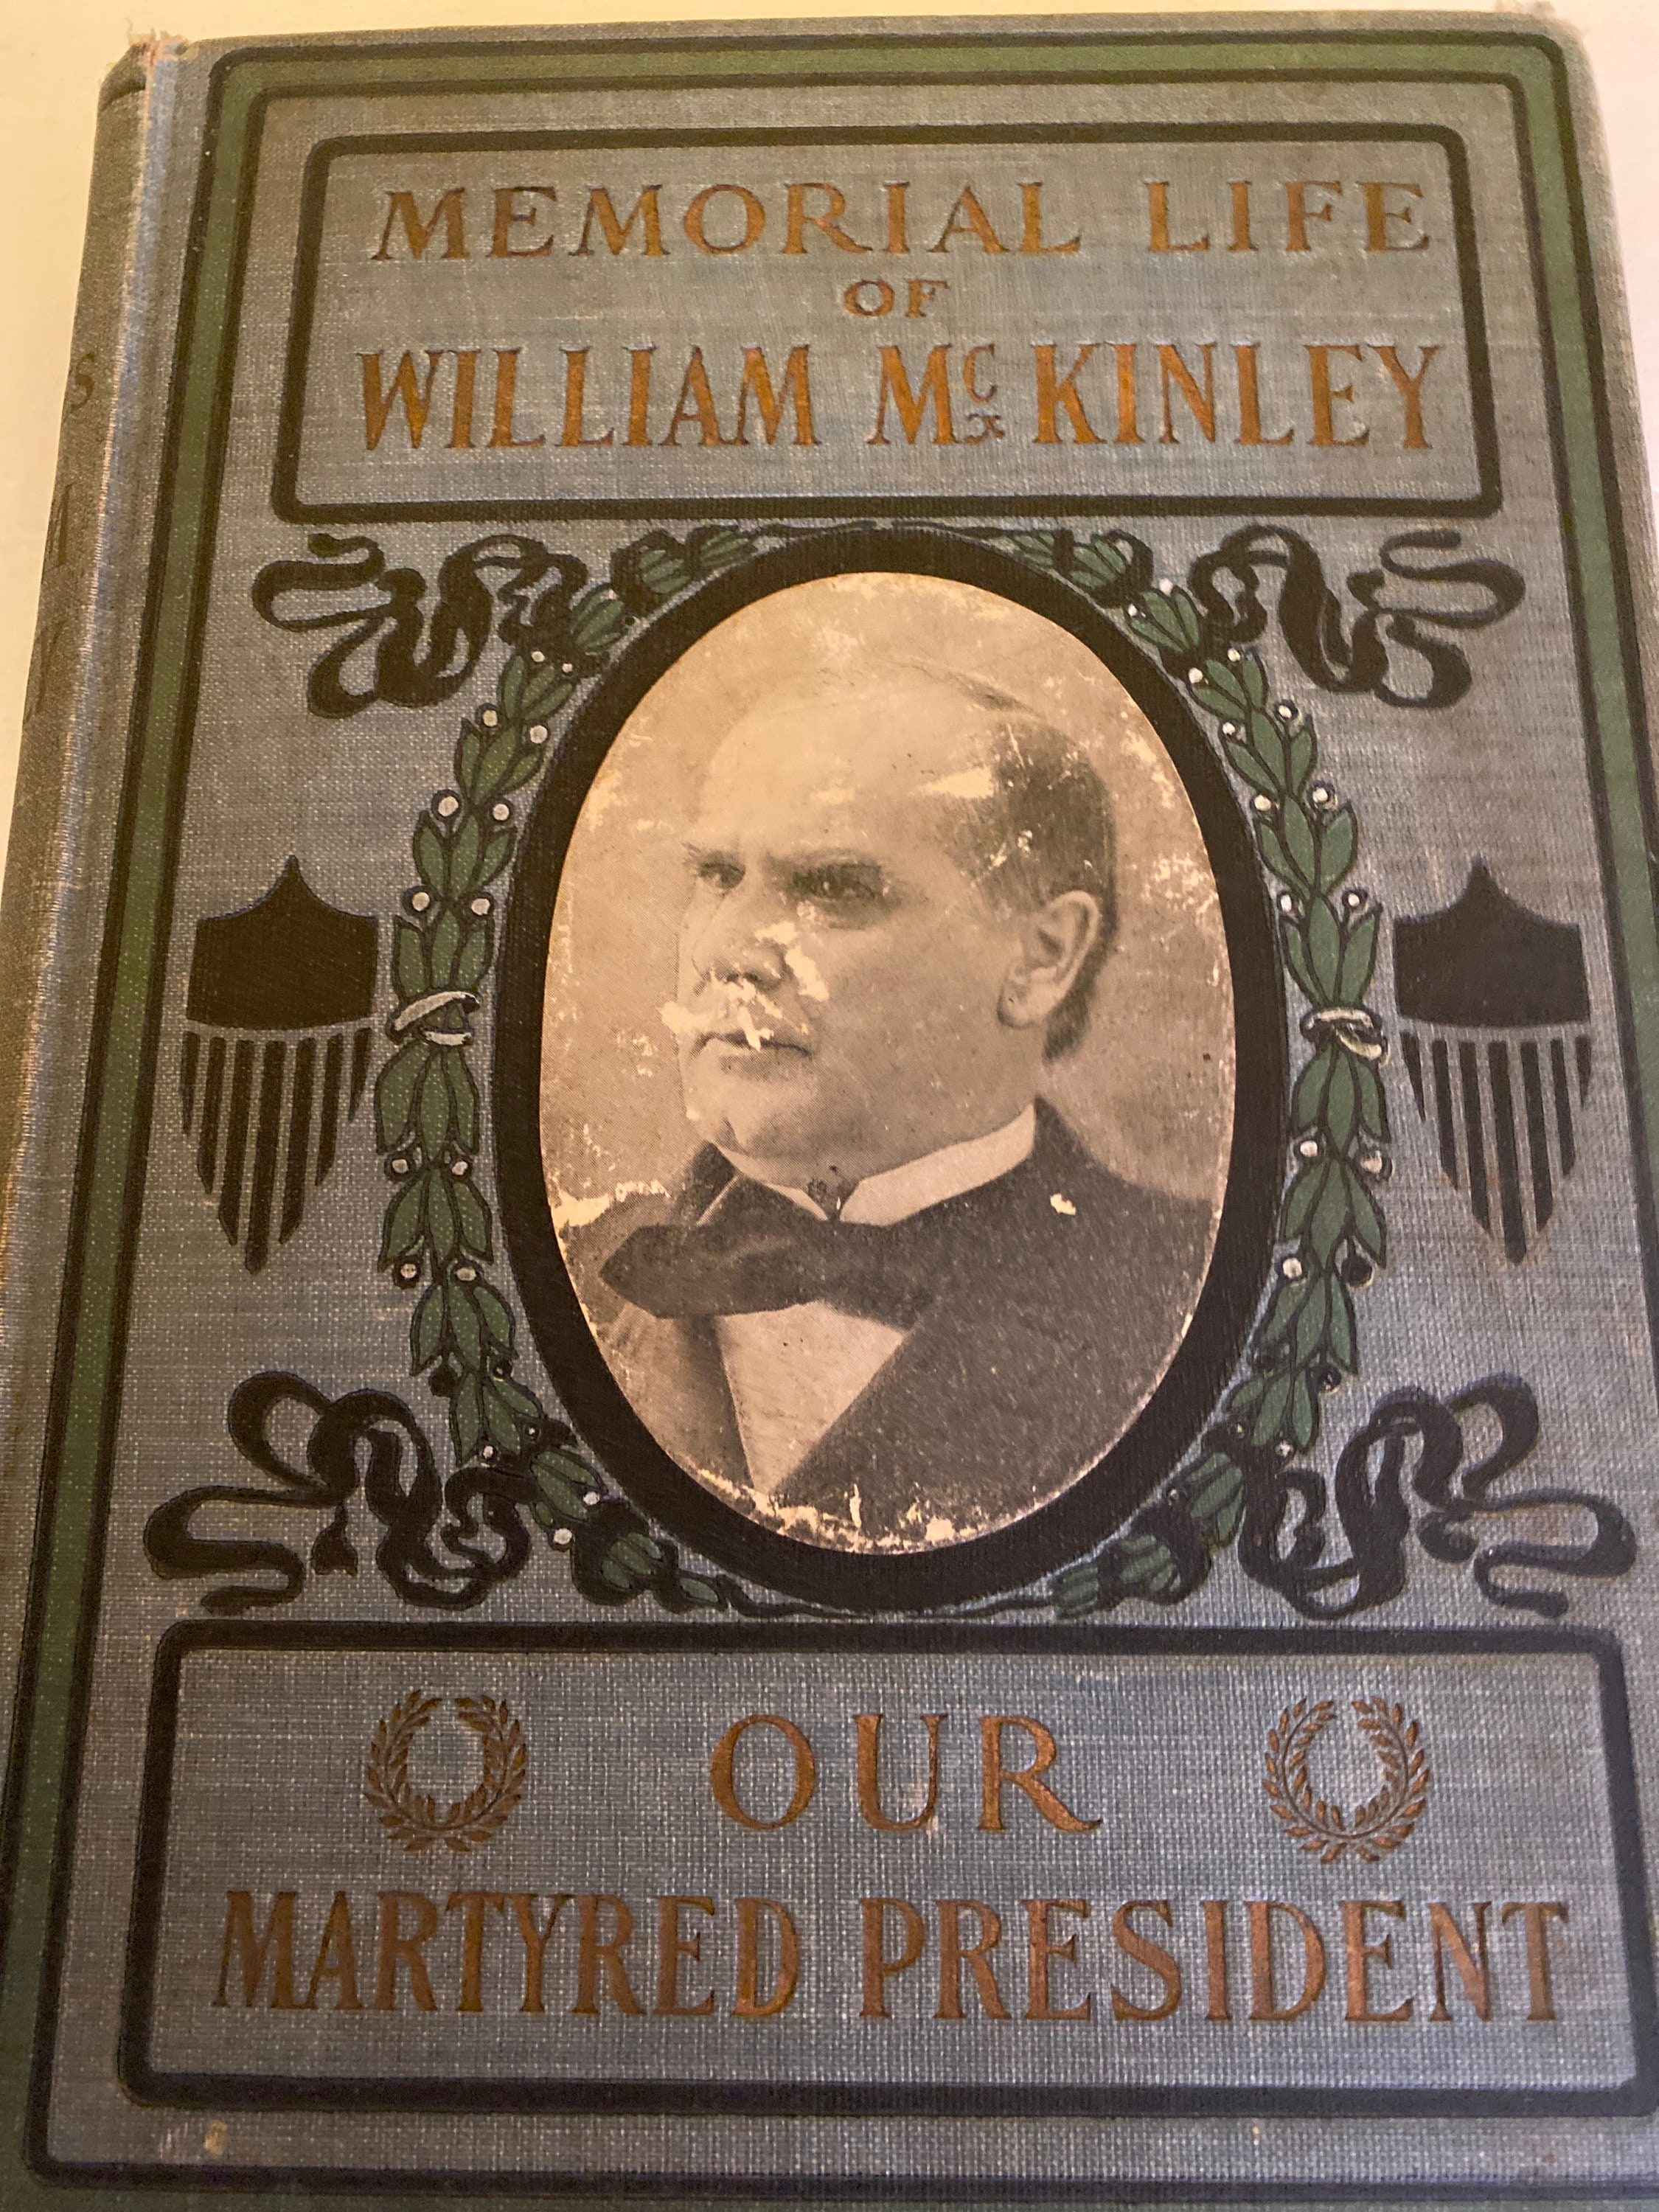 MEMORIAL LIFE
OF
WILLIAM McKINLEY
OUR
MARTYRED PRESIDENT